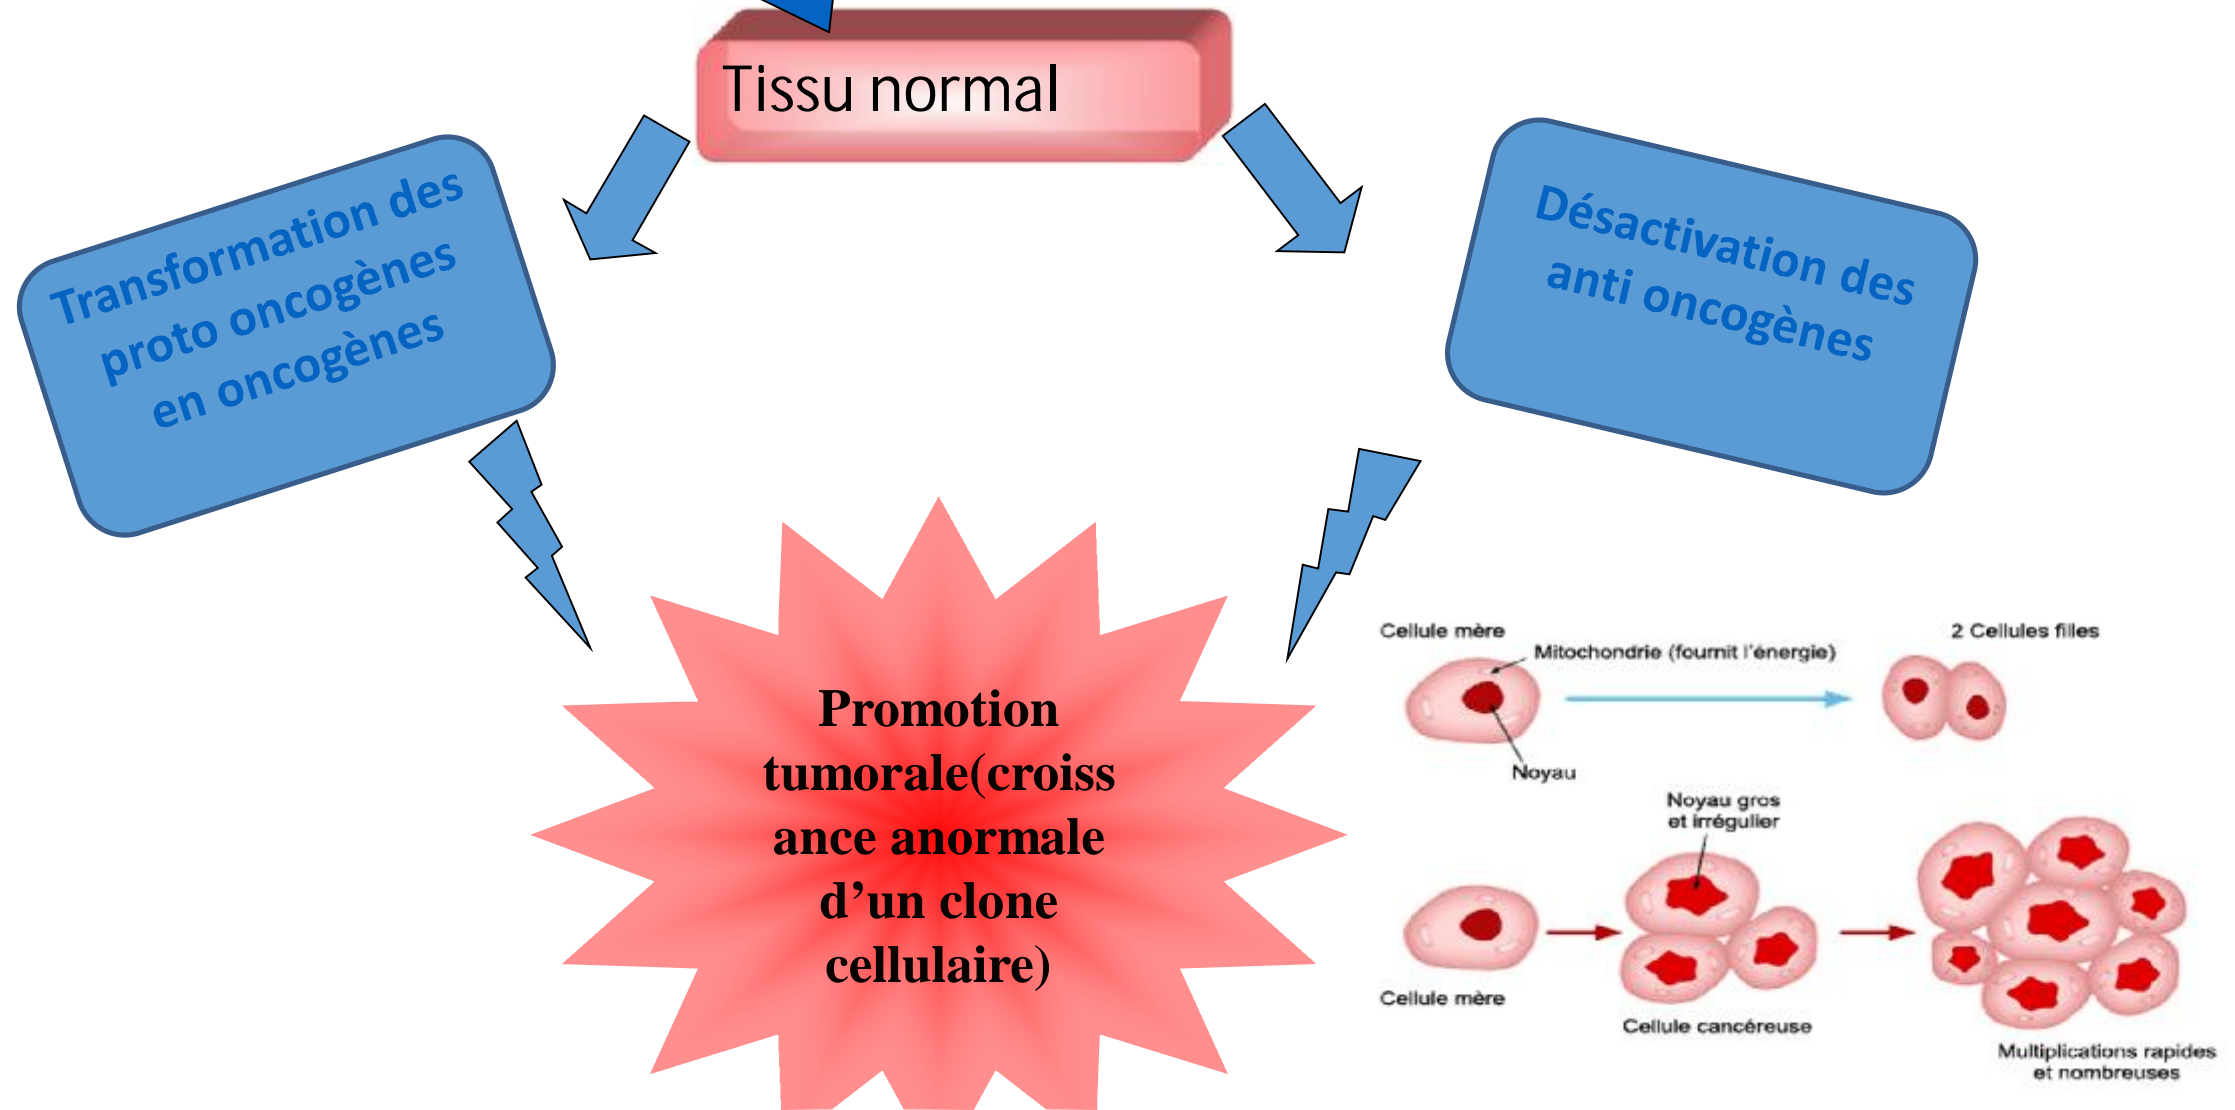 Tissu normal
Transformation des
proto oncogènes
en oncogènes
Désactivation des
anti oncogènes
Promotion
tumorale(croiss
ance anormale
d’un clone
cellulaire)
Cellule mère
Mitochondrie (fournit l’énergie)
2 Cellules filles
Noyau
Noyau gros
et irrégulier
Cellule mère
Cellule cancéreuse
Multiplications rapides
et nombreuses